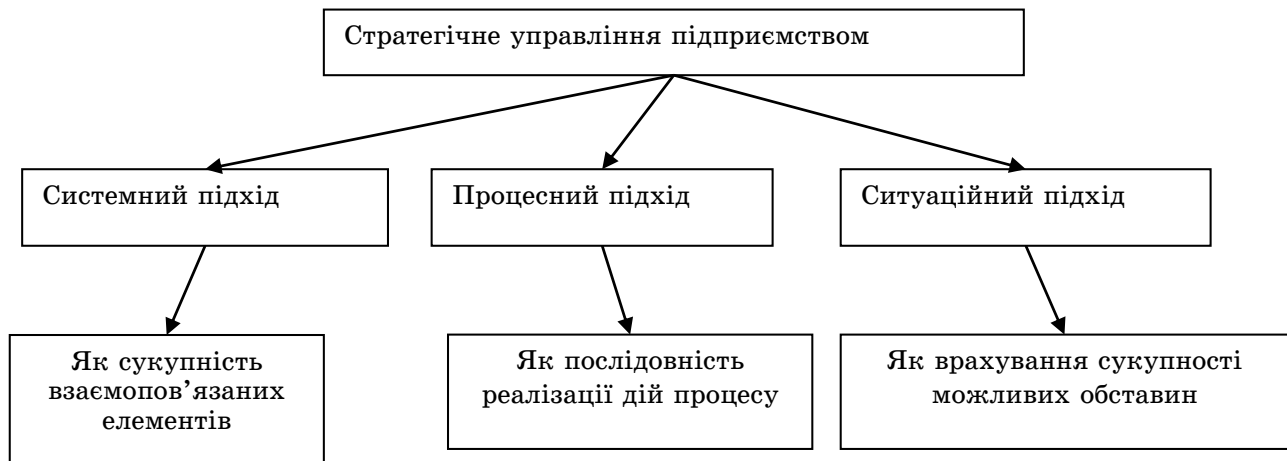 Стратегічне управління підприємством
Системний підхід
Процесний підхід
Ситуаційний підхід
Як сукупність
взаємопов’язаних
елементів
Як послідовність
реалізації дій процесу
Як врахування сукупності
можливих обставин